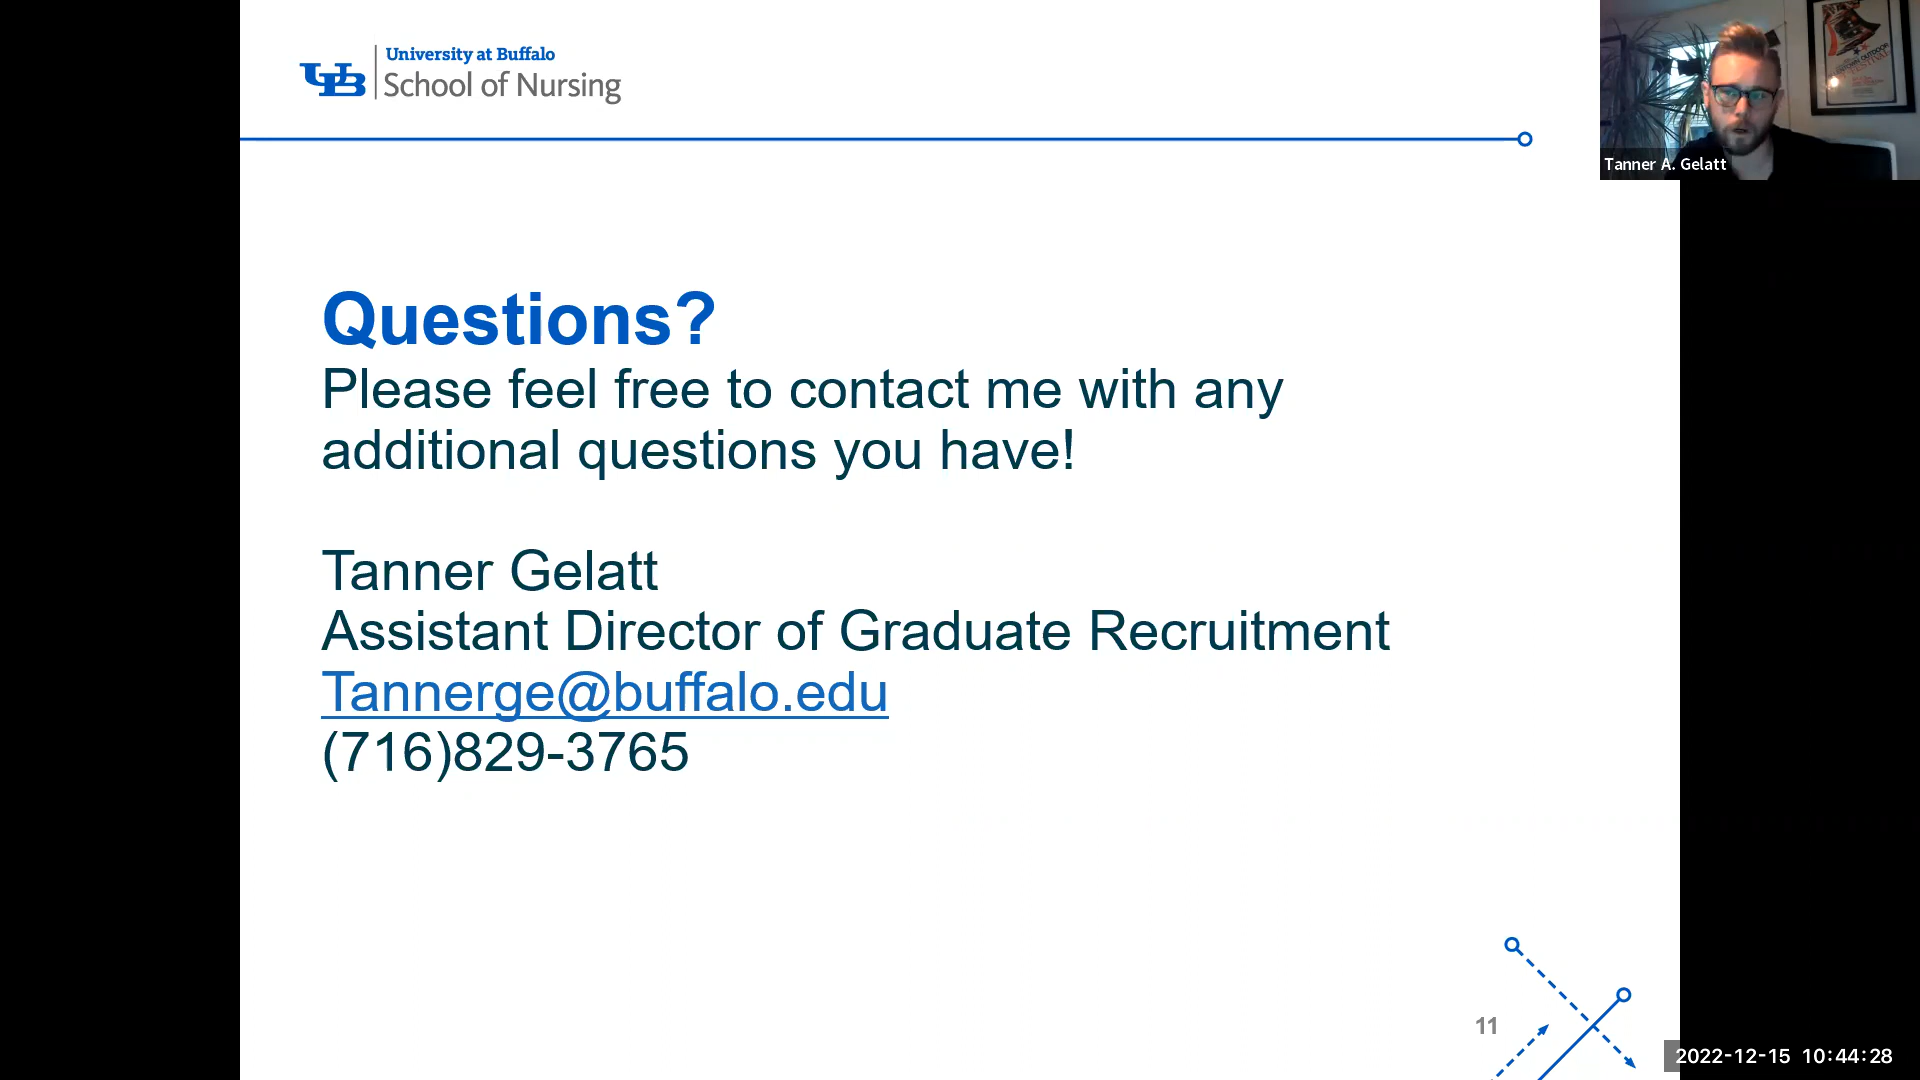 University at Buffalo
School of Nursing
Tanner A. Gelatt
Questions?
Please feel free to contact me with any
additional questions you have!
Tanner Gelatt
Assistant Director of Graduate Recruitment
Tannerge@buffalo.edu
(716)829-3765
11
2022-12-15 10:44:28